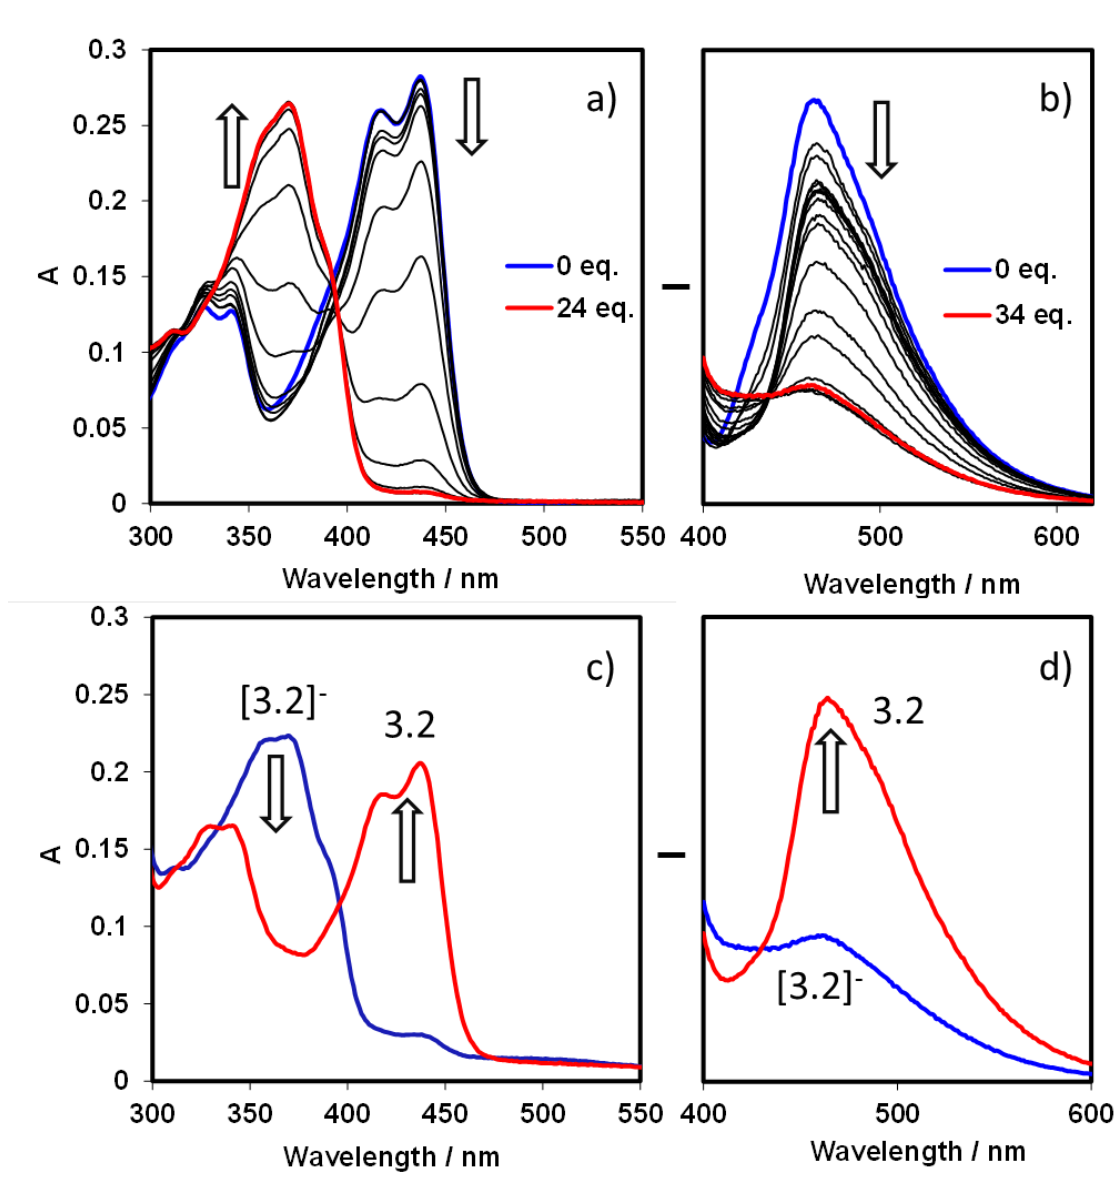 a)
0.3
0.25
0.2
0.15
0.1
0.05
0
A
0 eq.
24 eq.
300 350 400 450 500 550
Wavelength / nm
b)
I
0 eq.
34 eq.
400 500 600
Wavelength / nm
c)
0.3
0.25
0.2
0.15
0.1
0.05
0
A
[3.2]-
3.2
300 350 400 450 500 550
Wavelength / nm
d)
I
3.2
[3.2]-
400 500 600
Wavelength / nm